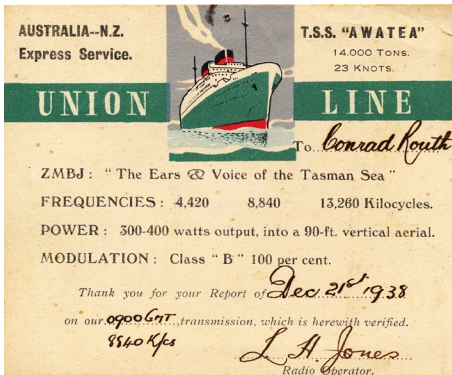 AUSTRALIA--N.Z.
Express Service.
T.S.S. "AWATEA"
14,000 TONS.
23 KNOTS.
UNION LINE
To Conrad Routh
ZMBJ : "The Ears & Voice of the Tasman Sea"
FREQUENCIES : 4,420 8,840 13,260 Kilocycles.
POWER : 300-400 watts output, into a 90-ft. vertical aerial.
MODULATION : Class "B" 100 per cent.
Thank you for your Report of Dec 21st 1938
on our 0900 GMT transmission, which is herewith verified.
8840 K/cs
L. H. Jones
Radio Operator.